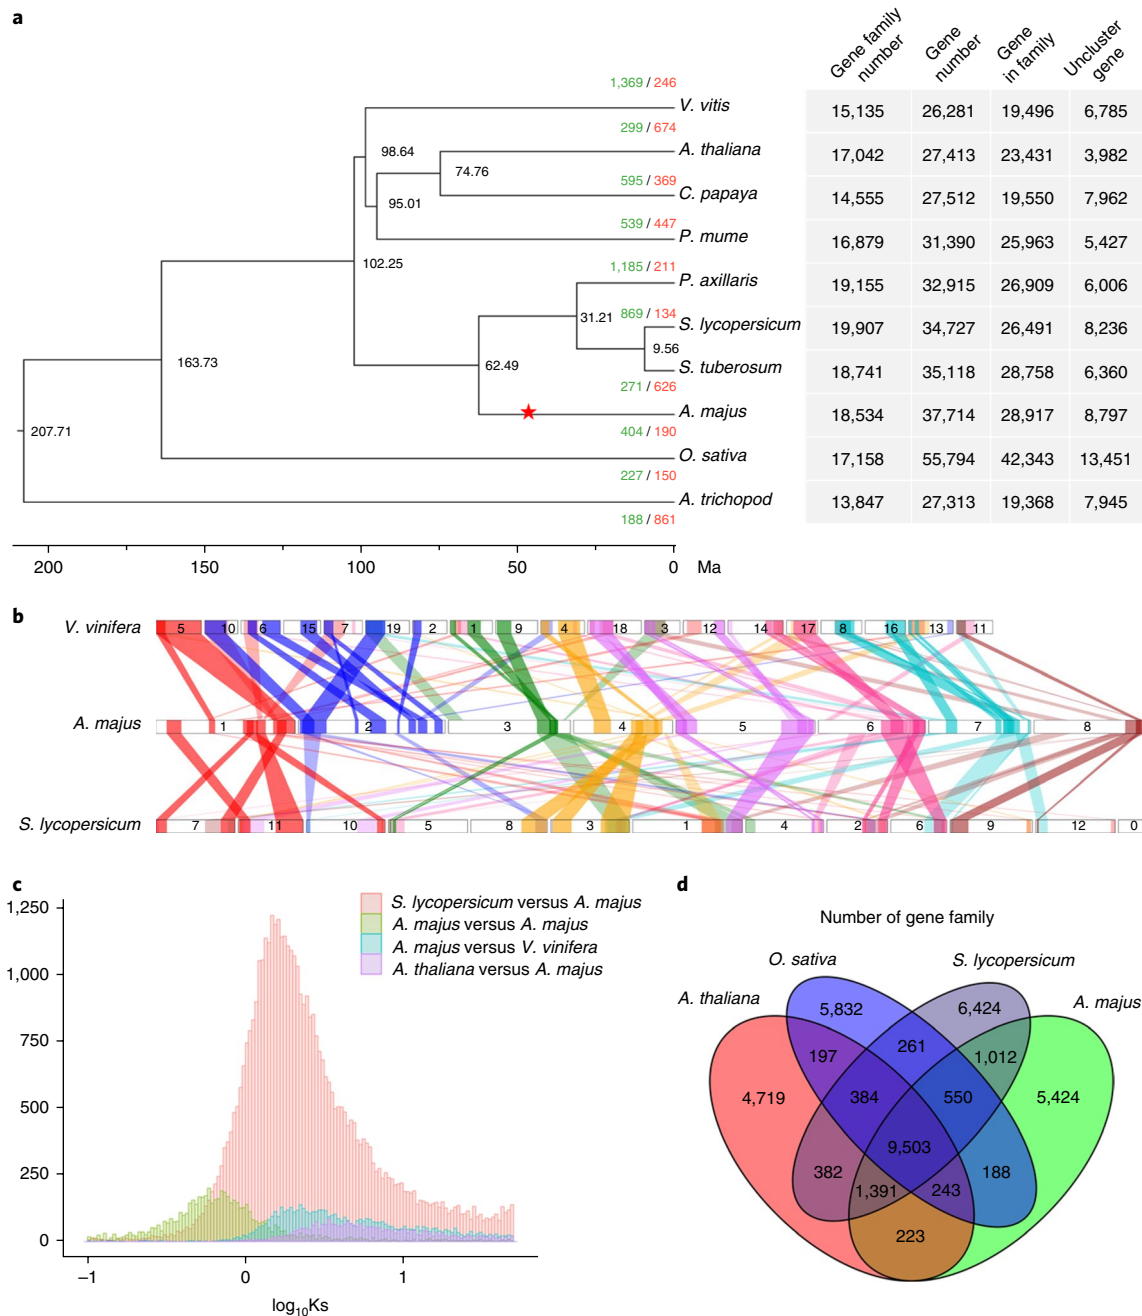 a
Gene family number
Gene number
Gene in family
Uncluster gene
1,369 / 246
V. vitis
15,135 26,281 19,496 6,785
299 / 674
98.64
A. thaliana
17,042 27,413 23,431 3,982
74.76
595 / 369
C. papaya
14,555 27,512 19,550 7,962
95.01
539 / 447
P. mume
16,879 31,390 25,963 5,427
102.25
1,185 / 211
P. axillaris
19,155 32,915 26,909 6,006
31.21
869 / 134
S. lycopersicum
19,907 34,727 26,491 8,236
9.56
163.73
62.49
S. tuberosum
18,741 35,118 28,758 6,360
271 / 626
A. majus
18,534 37,714 28,917 8,797
207.71
404 / 190
O. sativa
17,158 55,794 42,343 13,451
227 / 150
A. trichopod
13,847 27,313 19,368 7,945
188 / 861
200 150 100 50 0 Ma
b
V. vinifera 5 10 6 15 7 19 2 1 9 4 18 3 12 14 17 8 16 13 11
A. majus 1 2 3 4 5 6 7 8
S. lycopersicum 7 11 10 5 8 3 1 4 2 6 9 12 0
c
1,250
1,000
750
500
250
0
−1 0 1
log10Ks
S. lycopersicum versus A. majus
A. majus versus A. majus
A. majus versus V. vinifera
A. thaliana versus A. majus
d
Number of gene family
O. sativa
S. lycopersicum
A. thaliana
A. majus
5,832
6,424
197
261
1,012
4,719
384
550
5,424
9,503
382
188
1,391
243
223